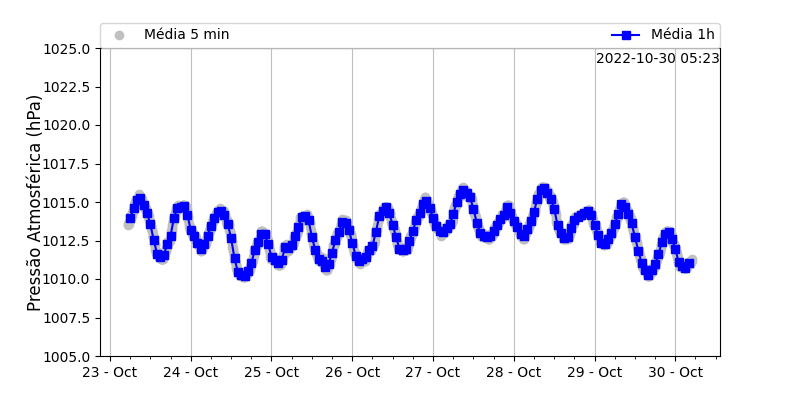 Média 5 min
Média 1h
2022-10-30 05:23
Pressão Atmosférica (hPa)
1025.0
1022.5
1020.0
1017.5
1015.0
1012.5
1010.0
1007.5
1005.0
23 - Oct
24 - Oct
25 - Oct
26 - Oct
27 - Oct
28 - Oct
29 - Oct
30 - Oct